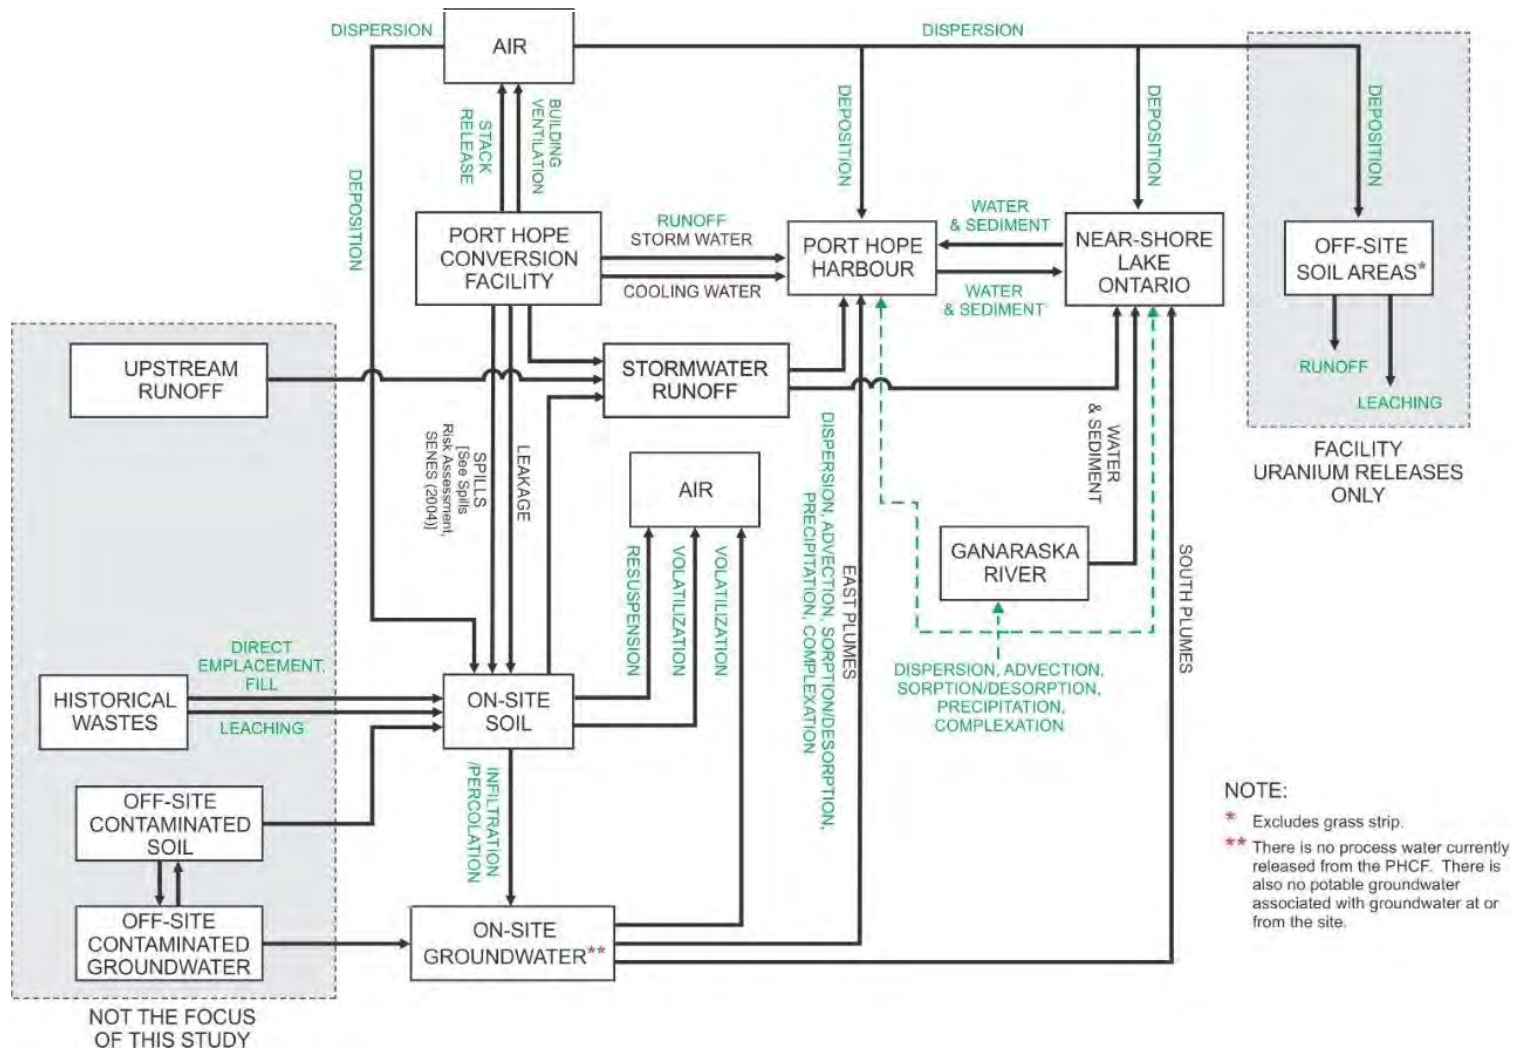 DISPERSION
AIR
DISPERSION
STACK
RELEASE
BUILDING
VENTILATION
DEPOSITION
DEPOSITION
DEPOSITION
DEPOSITION
PORT HOPE
CONVERSION
FACILITY
RUNOFF
STORM WATER
COOLING WATER
PORT HOPE
HARBOUR
WATER
& SEDIMENT
WATER
& SEDIMENT
NEAR-SHORE
LAKE
ONTARIO
OFF-SITE
SOIL AREAS*
RUNOFF
LEACHING
FACILITY
URANIUM RELEASES
ONLY
UPSTREAM
RUNOFF
STORMWATER
RUNOFF
SPILLS
[See Spills
Risk Assessment,
SENES (2004)]
LEAKAGE
AIR
RESUSPENSION
VOLATILIZATION
VOLATILIZATION
EAST PLUMES
DISPERSION, ADVECTION, SORPTION/DESORPTION,
PRECIPITATION, COMPLEXATION
WATER
& SEDIMENT
GANARASKA
RIVER
SOUTH PLUMES
DISPERSION, ADVECTION,
SORPTION/DESORPTION,
PRECIPITATION,
COMPLEXATION
DIRECT
EMPLACEMENT,
FILL
LEACHING
HISTORICAL
WASTES
ON-SITE
SOIL
INFILTRATION
/PERCOLATION
OFF-SITE
CONTAMINATED
SOIL
OFF-SITE
CONTAMINATED
GROUNDWATER
ON-SITE
GROUNDWATER**
NOT THE FOCUS
OF THIS STUDY
NOTE:
* Excludes grass strip.
** There is no process water currently
released from the PHCF. There is
also no potable groundwater
associated with groundwater at or
from the site.